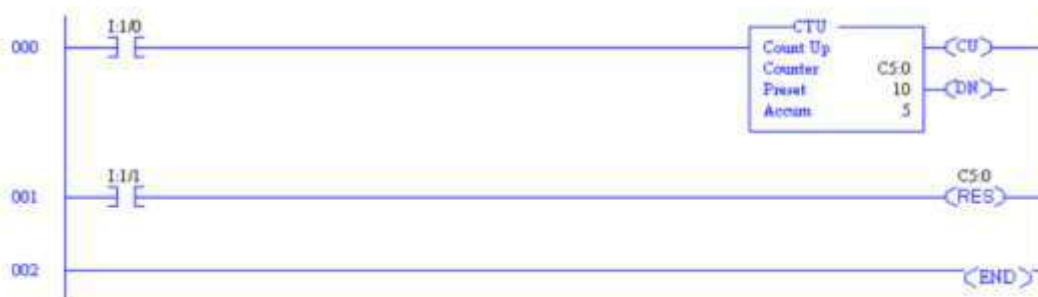 I:1/0
000
CTU
Count Up
Counter C5:0
Preset 10
Accum 5
CU
DN
I:1/1
001
C5:0
RES
002
END